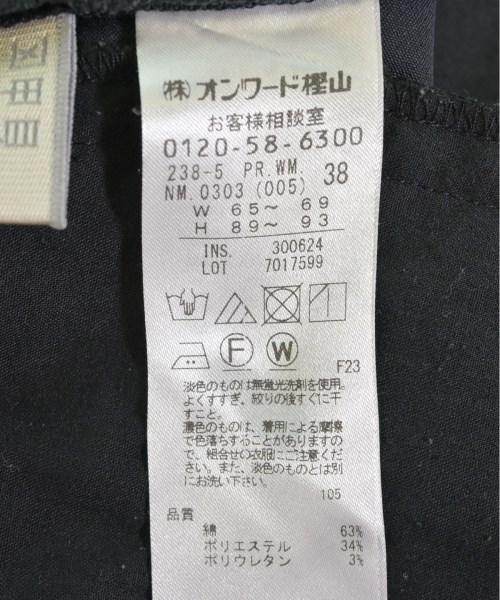 (株)オンワード樫山
お客様相談室
0120-58-6300
238-5 PR.WM. 38
NM.0303(005)
W 65〜 69
H 89〜 93
INS. 300624
LOT 7017599
F W
F23
淡色のものは無蛍光洗剤を使用。
よくすすぎ、絞りの後すぐに干
すこと。
濃色のものは、着用による摩擦
で色落ちすることがありますの
で、組合せの衣服にご注意くだ
さい。また、淡色のものとは別
にお洗い下さい。
105
品質
綿 63%
ポリエステル 34%
ポリウレタン 3%